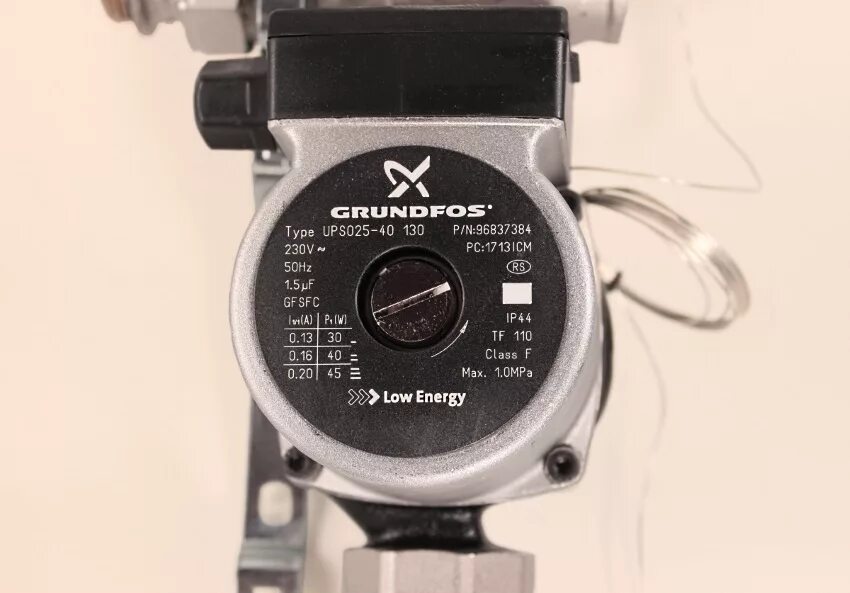 GRUNDFOS
Type UPSO25-40 130 P/N:96837384
230V~ PC:1713ICM
50Hz RS
1.5µF
GFSFC IP44
I₁/₁(A) P₁(W) TF 110
0.13 30
0.16 40 Class F
0.20 45 Max. 1.0MPa
Low Energy